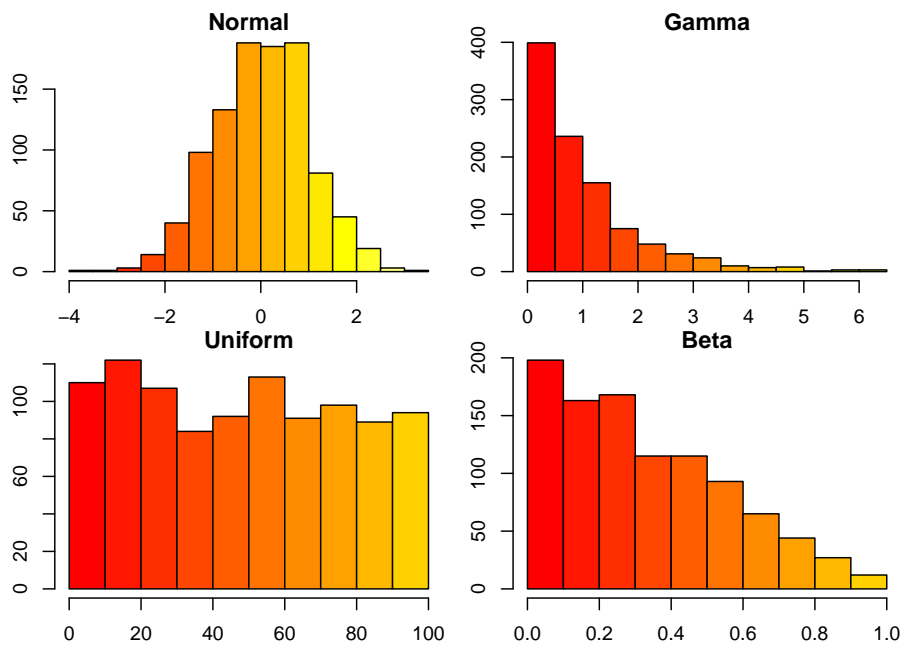 Normal
0 50 100 150
−4 −2 0 2
Gamma
0 100 200 300 400
0 1 2 3 4 5 6
Uniform
0 20 60 100
0 20 40 60 80 100
Beta
0 50 100 150 200
0.0 0.2 0.4 0.6 0.8 1.0